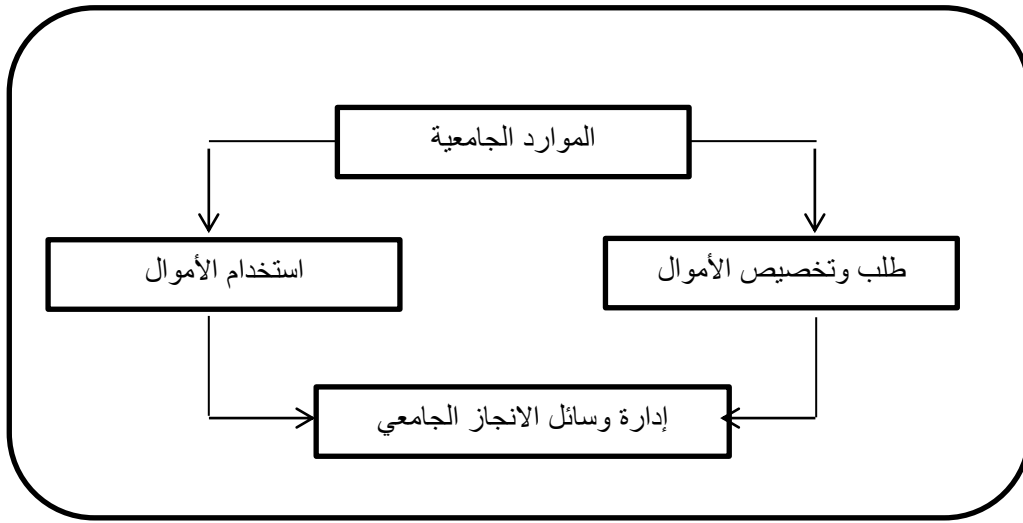 الموارد الجامعية
طلب وتخصيص الأموال
استخدام الأموال
إدارة وسائل الانجاز الجامعي